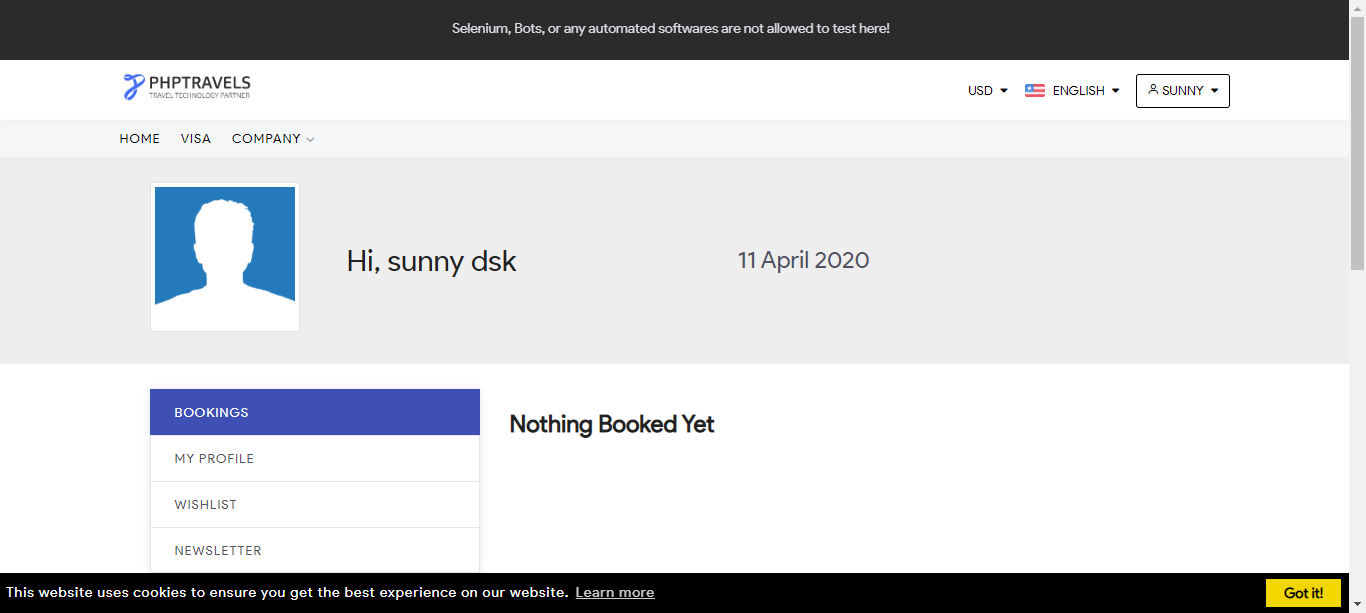 Selenium, Bots, or any automated softwares are not allowed to test here!
PHPTRAVELS
TRAVEL TECHNOLOGY PARTNER
USD
ENGLISH
SUNNY
HOME
VISA
COMPANY
Hi, sunny dsk
11 April 2020
BOOKINGS
Nothing Booked Yet
MY PROFILE
WISHLIST
NEWSLETTER
This website uses cookies to ensure you get the best experience on our website. Learn more
Got it!